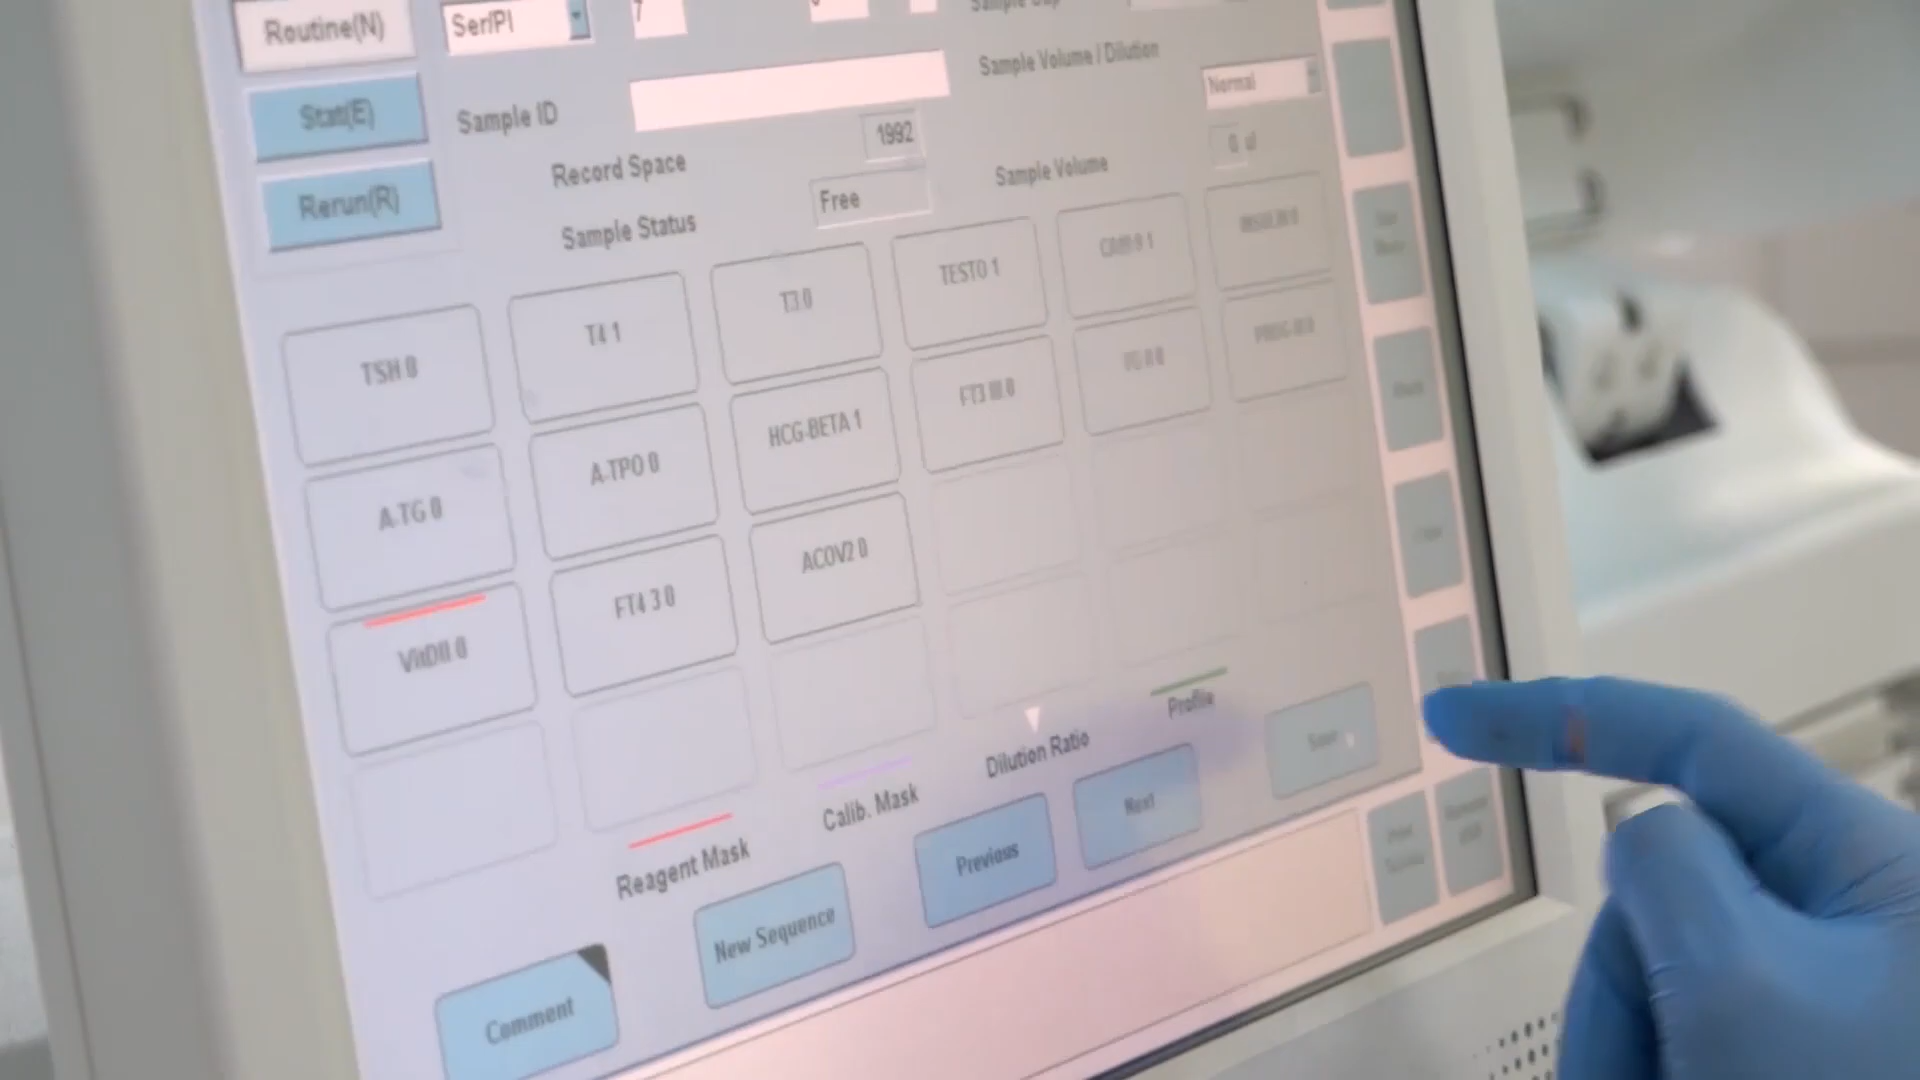 Routine(N)
Ser/Pl
Stat(E)
Rerun(R)
Sample ID
Sample Volume / Dilution
Normal
Record Space
1992
Sample Volume
Sample Status
Free
TSH 0
T4 1
T3 0
TESTO 1
A-TG 0
A-TPO 0
HCG-BETA 1
FT3 III 0
VitDII 0
FT4 3 0
ACOV2 0
Reagent Mask
Calib. Mask
Dilution Ratio
Profile
Comment
New Sequence
Previous
Next
Save